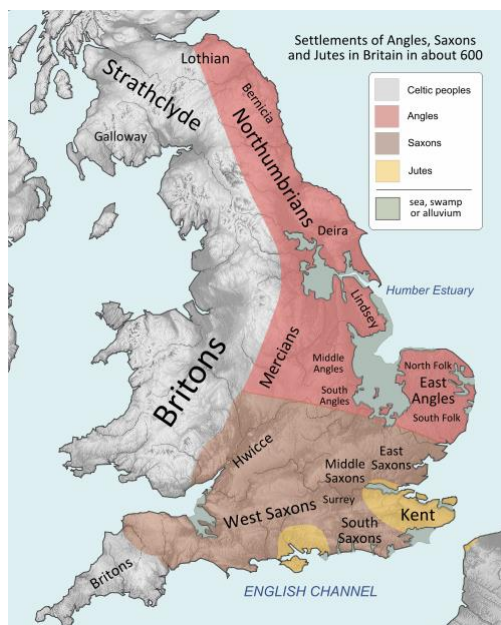 Settlements of Angles, Saxons
and Jutes in Britain in about 600
Celtic peoples
Angles
Saxons
Jutes
sea, swamp
or alluvium
Lothian
Strathclyde
Bernicia
Galloway
Northumbrians
Deira
Humber Estuary
Lindsey
Britons
Mercians
Middle
Angles
South
Angles
North Folk
East
Angles
South Folk
Hwicce
East
Saxons
Middle
Saxons
Surrey
West Saxons
Kent
South
Saxons
Britons
ENGLISH CHANNEL